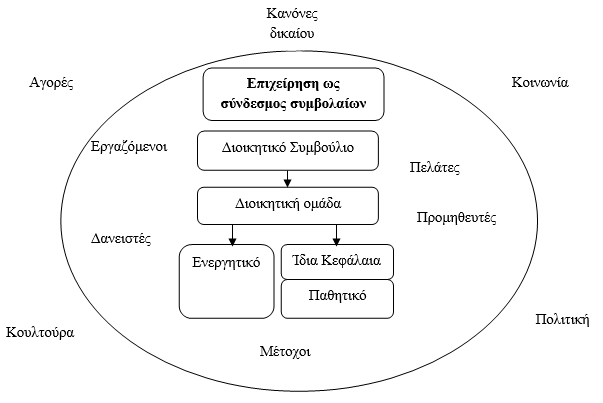 Κανόνες
δικαίου
Αγορές
Κοινωνία
Επιχείρηση ως
σύνδεσμος συμβολαίων
Εργαζόμενοι
Διοικητικό Συμβούλιο
Πελάτες
Διοικητική ομάδα
Προμηθευτές
Δανειστές
Ενεργητικό
Ίδια Κεφάλαια
Παθητικό
Κουλτούρα
Πολιτική
Μέτοχοι